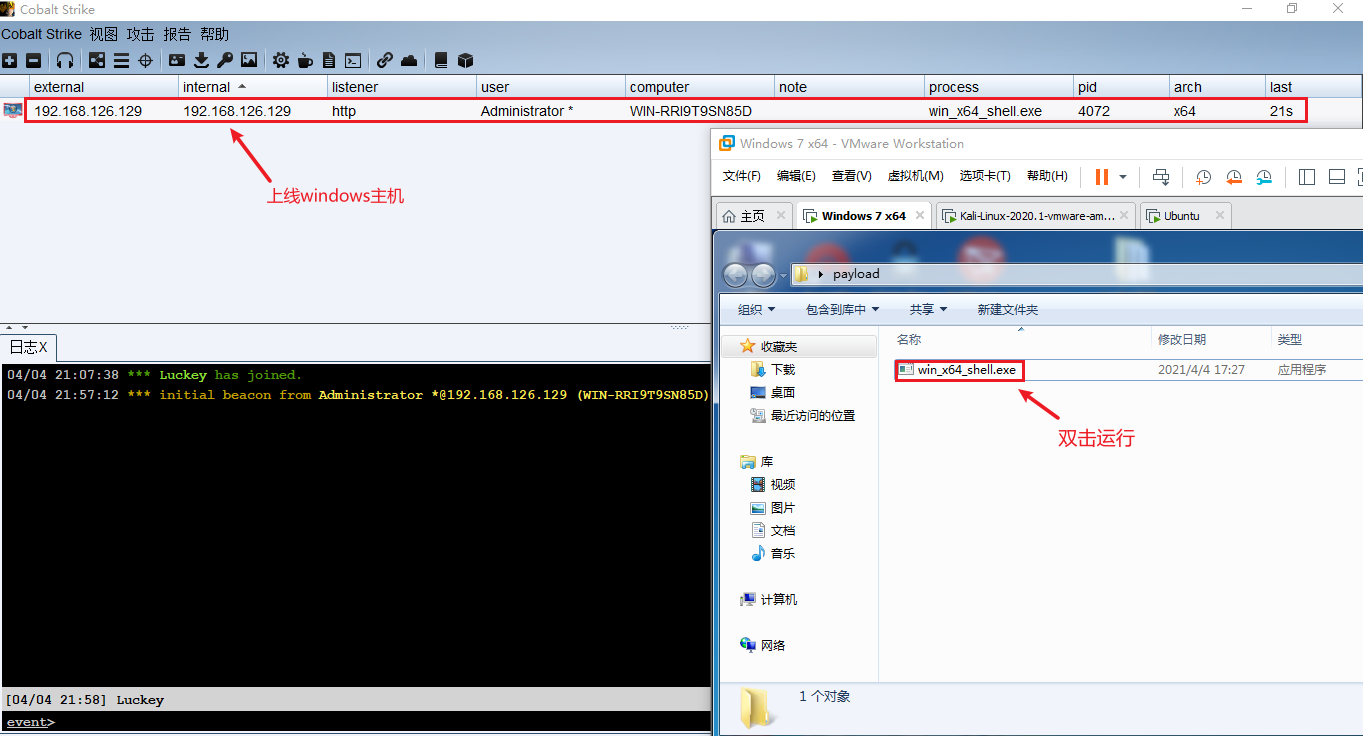 Cobalt Strike
Cobalt Strike 视图 攻击 报告 帮助
external internal listener user computer note process pid arch last
192.168.126.129 192.168.126.129 http Administrator * WIN-RRI9T9SN85D win_x64_shell.exe 4072 x64 21s
上线windows主机
日志X
04/04 21:07:38 *** Luckey has joined.
04/04 21:57:12 *** initial beacon from Administrator *@192.168.126.129 (WIN-RRI9T9SN85D)
[04/04 21:58] Luckey
event>
Windows 7 x64 - VMware Workstation
文件(F) 编辑(E) 查看(V) 虚拟机(M) 选项卡(T) 帮助(H)
主页 Windows 7 x64 Kali-Linux-2020.1-vmware-am... Ubuntu
payload
组织 包含到库中 共享 新建文件夹
收藏夹
下载
桌面
最近访问的位置
库
视频
图片
文档
音乐
计算机
网络
名称 修改日期 类型
win_x64_shell.exe 2021/4/4 17:27 应用程序
双击运行
1 个对象